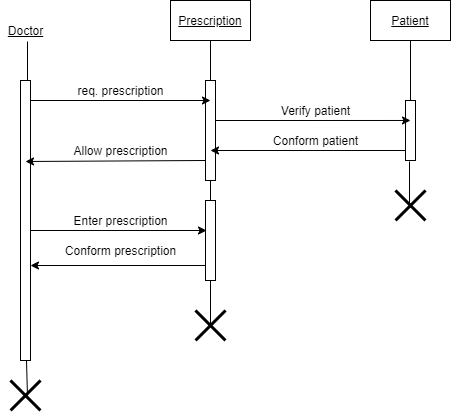 Prescription
Patient
Doctor
req. prescription
Verify patient
Conform patient
Allow prescription
Enter prescription
Conform prescription